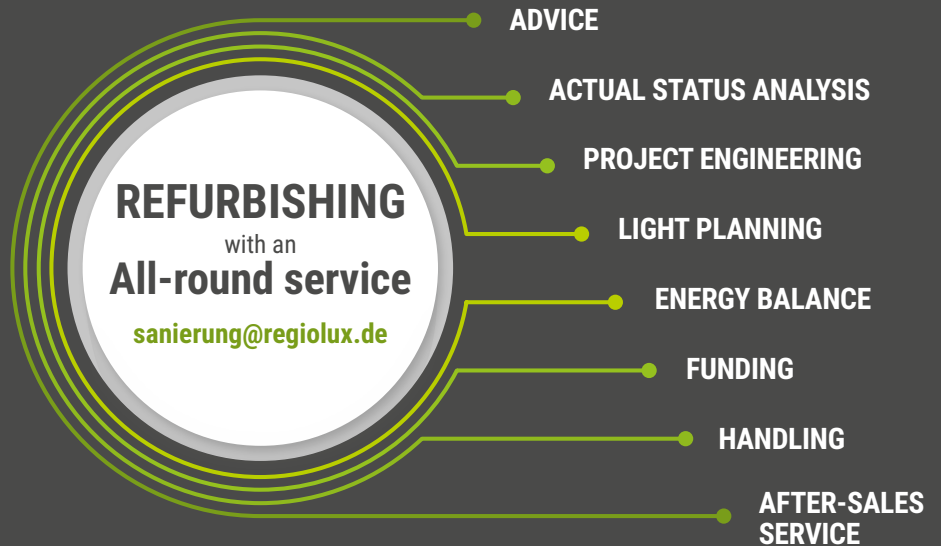 ADVICE
ACTUAL STATUS ANALYSIS
PROJECT ENGINEERING
REFURBISHING
with an
All-round service
sanierung@regiolux.de
LIGHT PLANNING
ENERGY BALANCE
FUNDING
HANDLING
AFTER-SALES
SERVICE